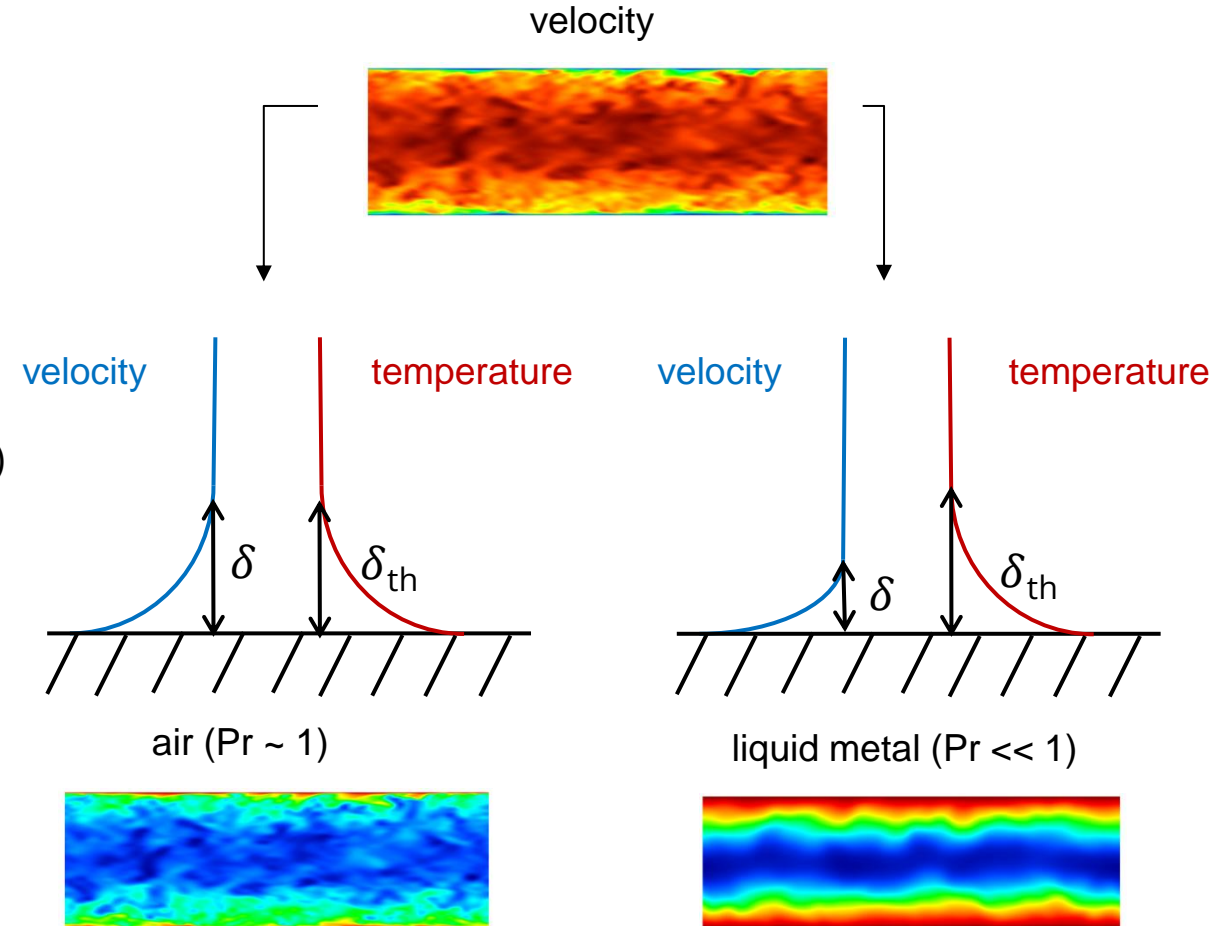 velocity
velocity
temperature
velocity
temperature
)
δ
δth
δ
δth
air (Pr ~ 1)
liquid metal (Pr << 1)